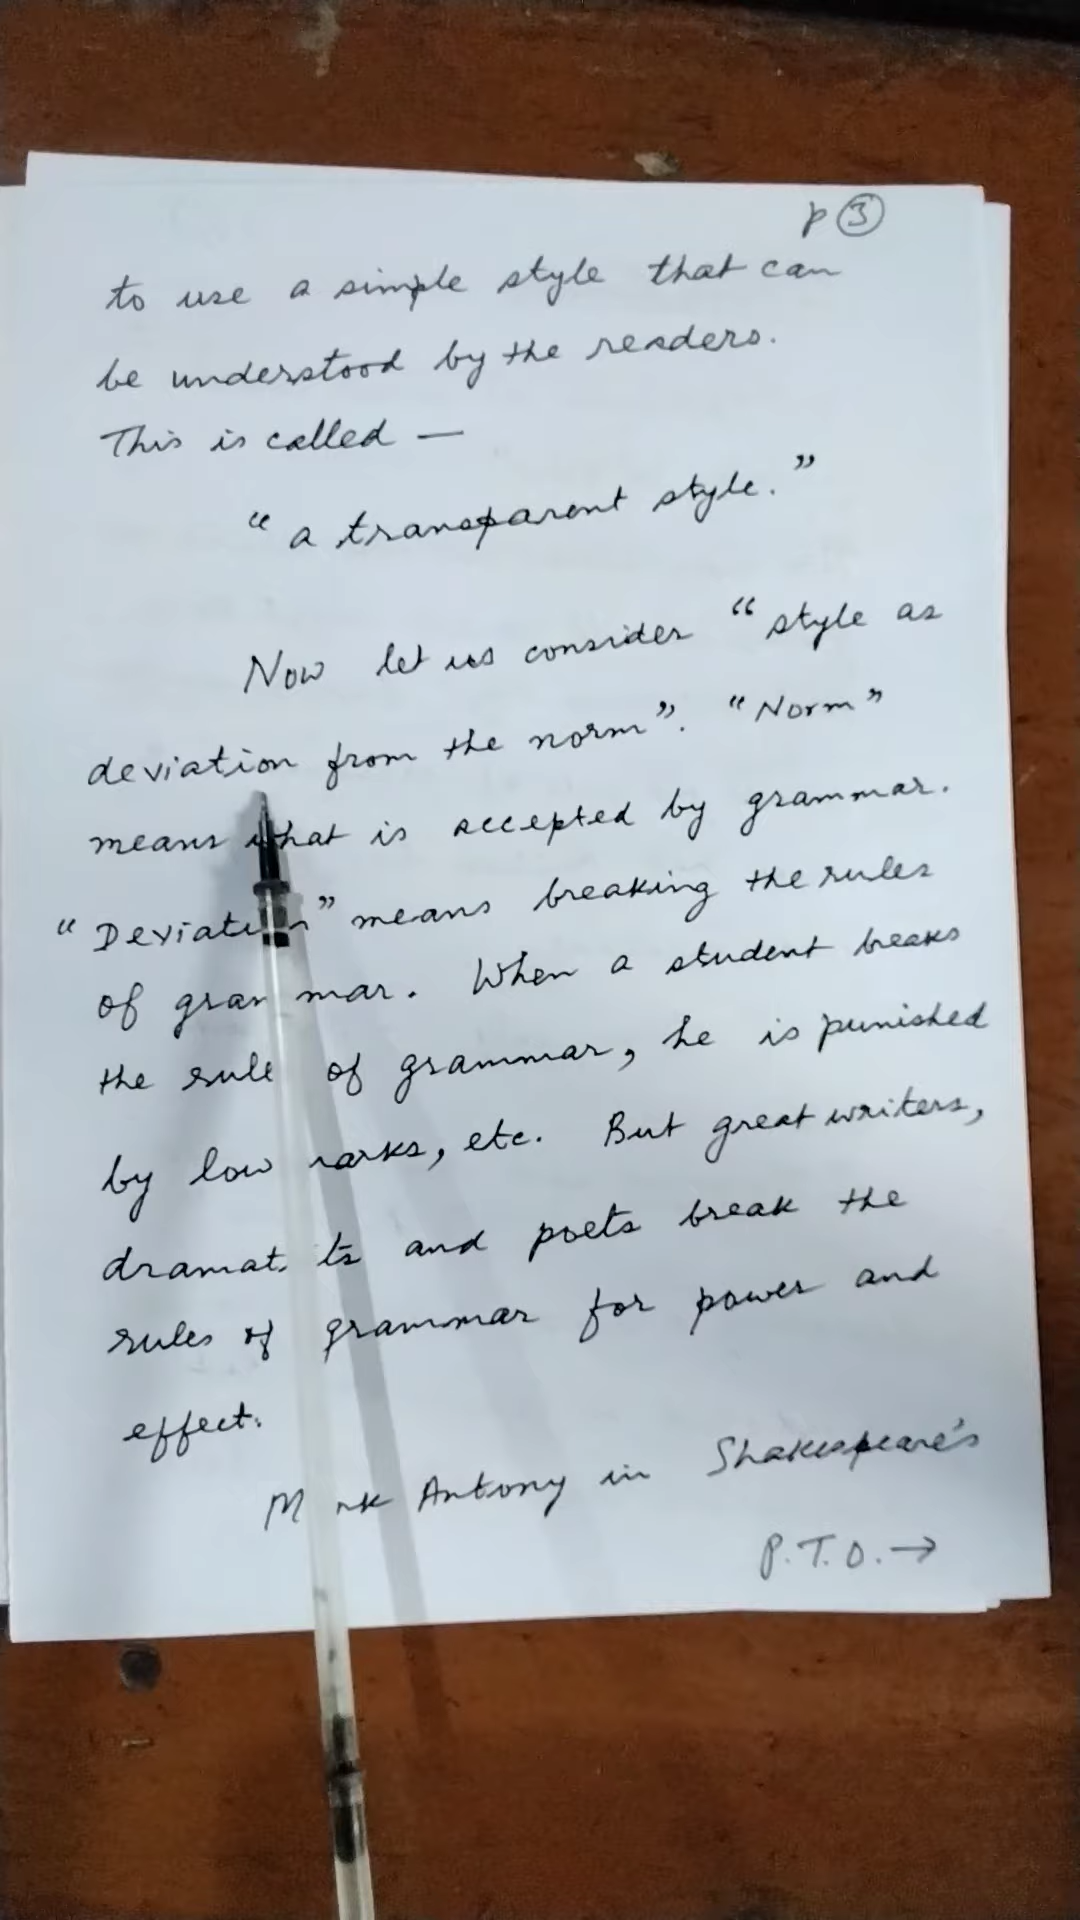 p ③
to use a simple style that can
be understood by the readers.
This is called —
“a transparent style.”
Now let us consider “style as
deviation from the norm”. “Norm”
means what is accepted by grammar.
“Deviation” means breaking the rules
of grammar. When a student breaks
the rule of grammar, he is punished
by low marks, etc. But great writers,
dramatists and poets break the
rules of grammar for power and
effect.
Mark Antony in Shakespeare's
P.T.O. →